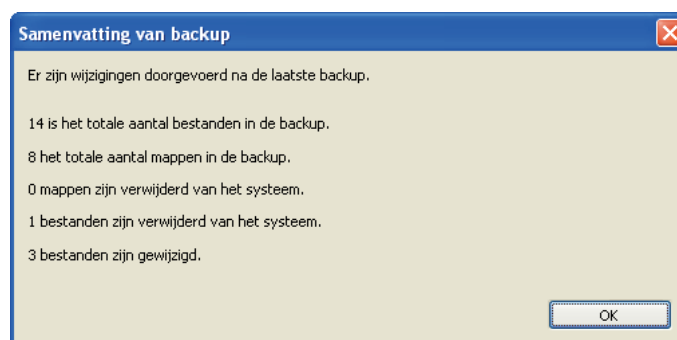 Samenvatting van backup
Er zijn wijzigingen doorgevoerd na de laatste backup.
14 is het totale aantal bestanden in de backup.
8 het totale aantal mappen in de backup.
0 mappen zijn verwijderd van het systeem.
1 bestanden zijn verwijderd van het systeem.
3 bestanden zijn gewijzigd.
OK